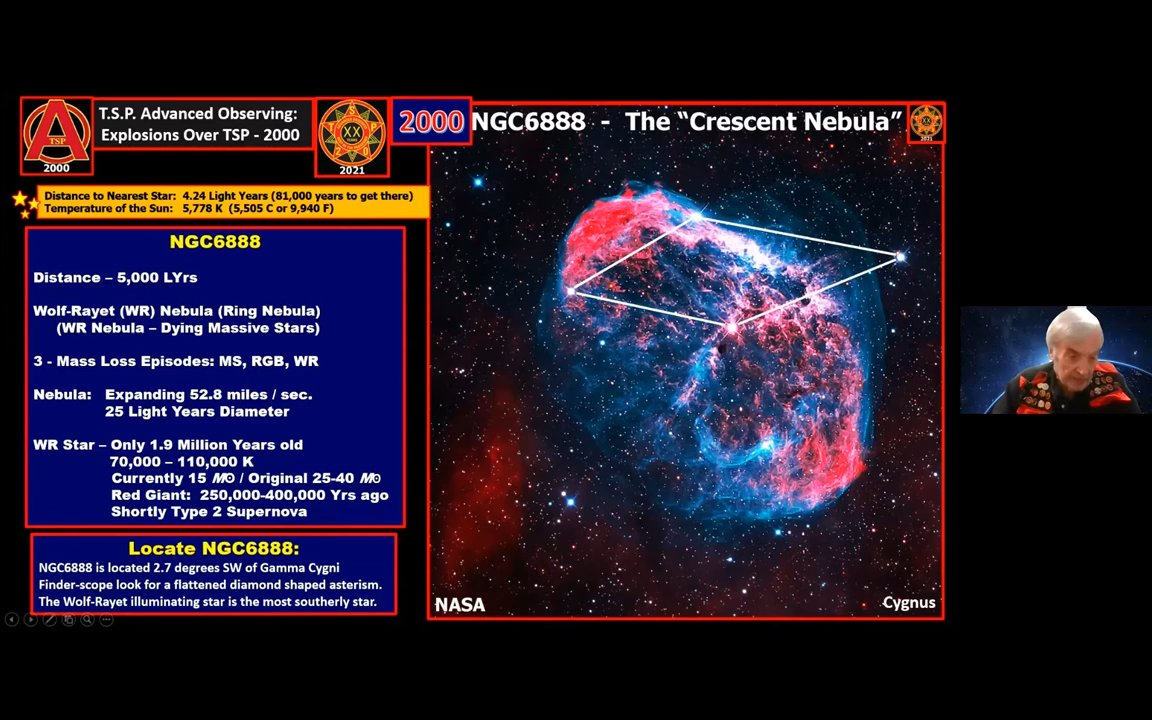 T.S.P. Advanced Observing:
Explosions Over TSP - 2000
A
TSP
2000
T S P
XX
YEARS
2021
2000
NGC6888 - The “Crescent Nebula”
2021
Distance to Nearest Star: 4.24 Light Years (81,000 years to get there)
Temperature of the Sun: 5,778 K (5,505 C or 9,940 F)
NGC6888
Distance – 5,000 LYrs
Wolf-Rayet (WR) Nebula (Ring Nebula)
(WR Nebula – Dying Massive Stars)
3 - Mass Loss Episodes: MS, RGB, WR
Nebula: Expanding 52.8 miles / sec.
25 Light Years Diameter
WR Star – Only 1.9 Million Years old
70,000 – 110,000 K
Currently 15 M⊙ / Original 25-40 M⊙
Red Giant: 250,000-400,000 Yrs ago
Shortly Type 2 Supernova
Locate NGC6888:
NGC6888 is located 2.7 degrees SW of Gamma Cygni
Finder-scope look for a flattened diamond shaped asterism.
The Wolf-Rayet illuminating star is the most southerly star.
NASA
Cygnus